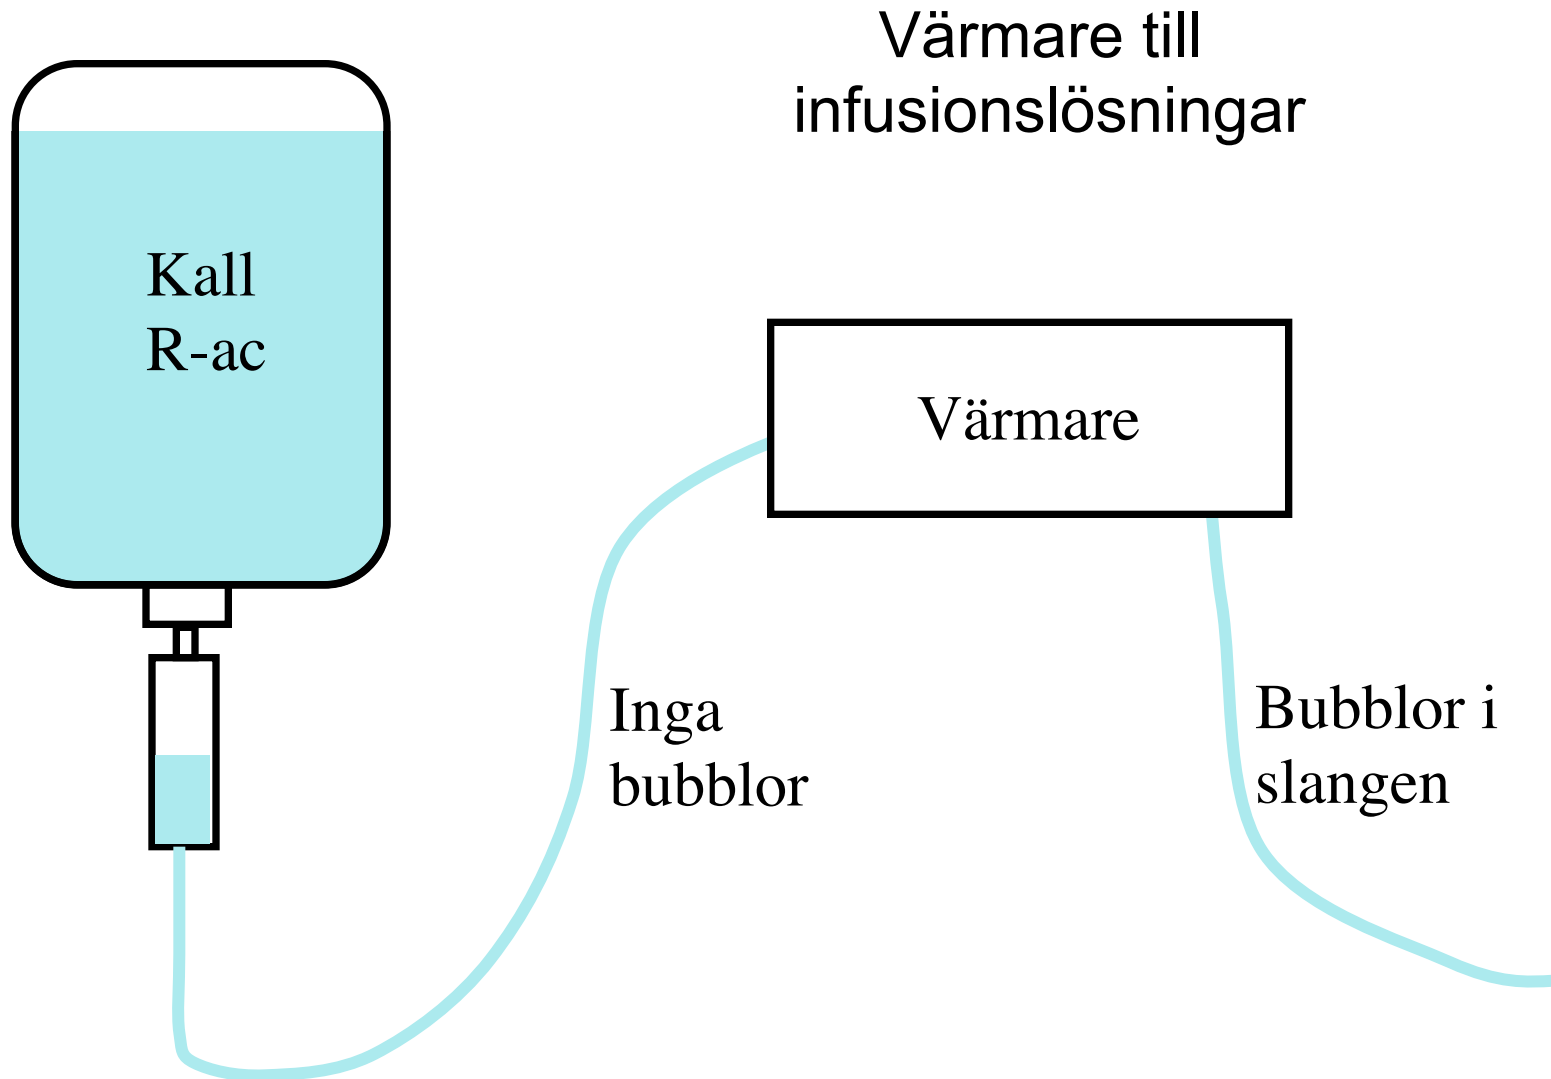 Värmare till
infusionslösningar
Kall
R-ac
Värmare
Inga
bubblor
Bubblor i
slangen